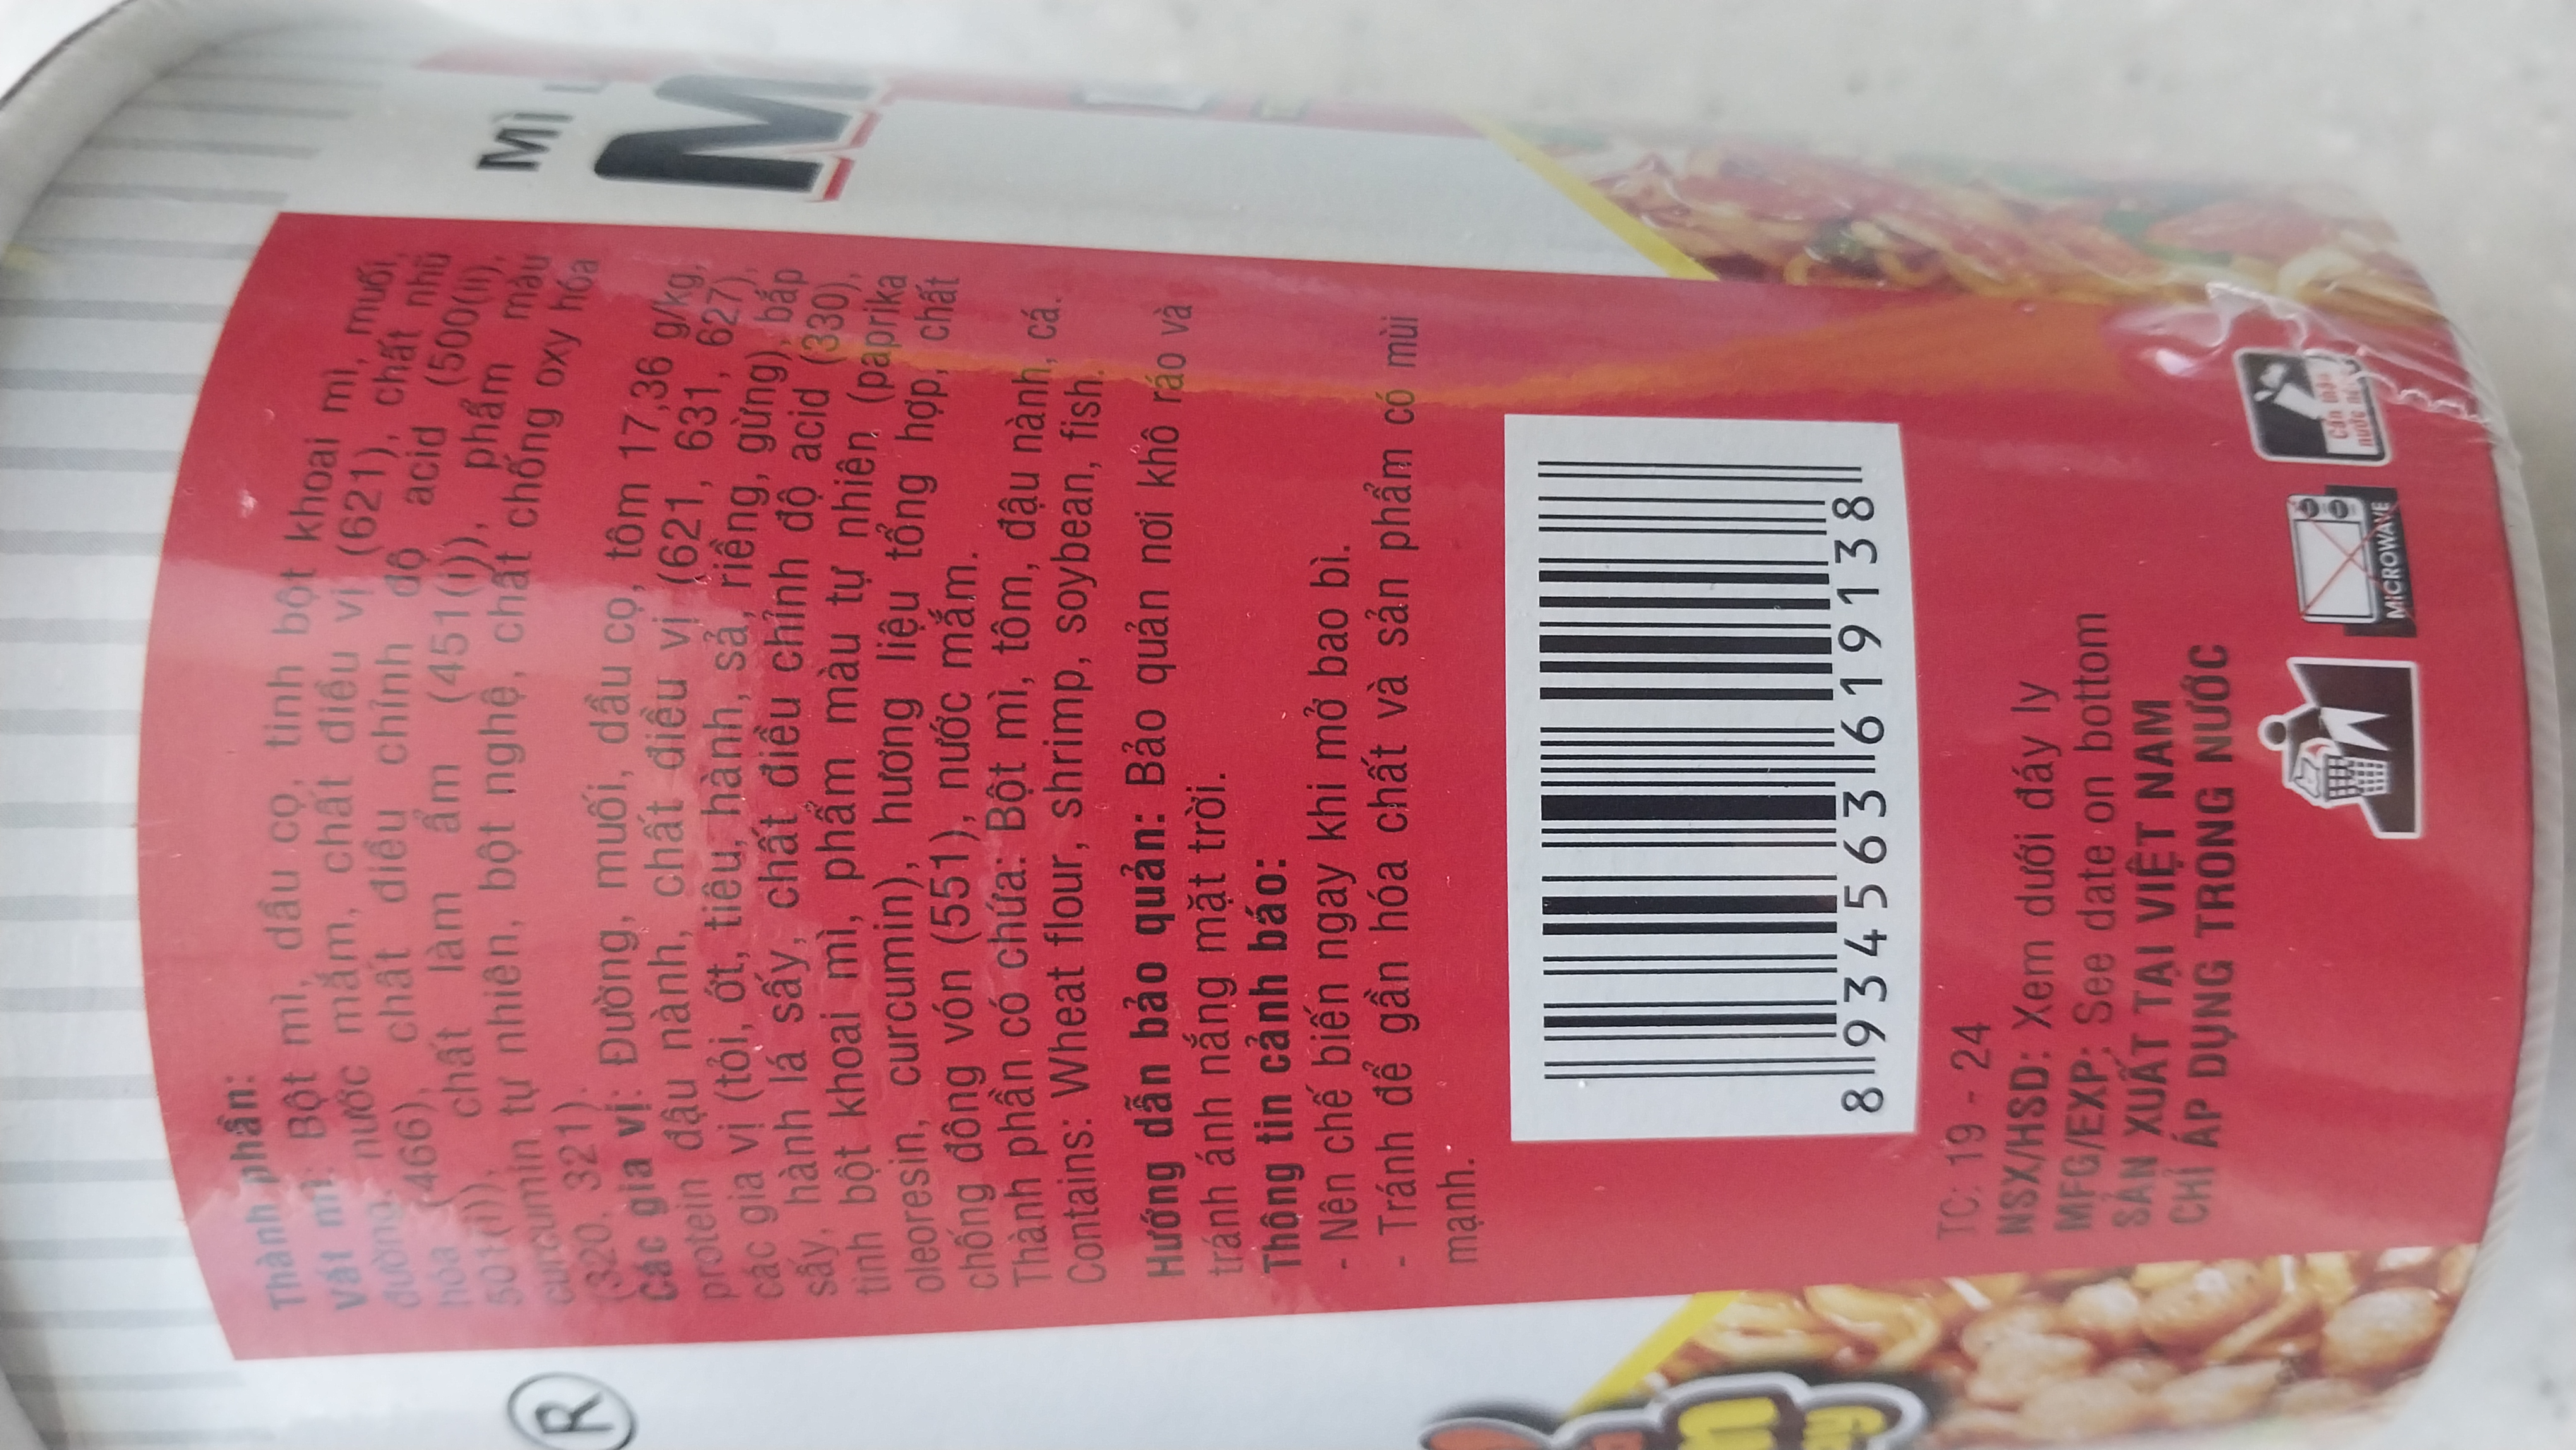 Thành phần:
Vắt mì: Bột mì, dầu cọ, tinh bột khoai mì, muối,
đường, nước mắm, chất điều vị (621), chất nhũ
hóa (466), chất điều chỉnh độ acid (500(ii),
501(i)), chất làm ẩm (451(i)), phẩm màu
curcumin tự nhiên, bột nghệ, chất chống oxy hóa
(320, 321).
Các gia vị: Đường, muối, dầu cọ, tôm 17,36 g/kg,
protein đậu nành, chất điều vị (621, 631, 627),
các gia vị (tỏi, ớt, tiêu, hành, sả, riềng, gừng), bắp
sấy, hành lá sấy, chất điều chỉnh độ acid (330),
tinh bột khoai mì, phẩm màu tự nhiên (paprika
oleoresin, curcumin), hương liệu tổng hợp, chất
chống đông vón (551), nước mắm.
Thành phần có chứa: Bột mì, tôm, đậu nành, cá.
Contains: Wheat flour, shrimp, soybean, fish.
Hướng dẫn bảo quản: Bảo quản nơi khô ráo và
tránh ánh nắng mặt trời.
Thông tin cảnh báo:
- Nên chế biến ngay khi mở bao bì.
- Tránh để gần hóa chất và sản phẩm có mùi
mạnh.
8 934563 619138
TC: 19 - 24
NSX/HSD: Xem dưới đáy ly
MFG/EXP: See date on bottom
SẢN XUẤT TẠI VIỆT NAM
CHỈ ÁP DỤNG TRONG NƯỚC
MICROWAVE
Mì
M
®